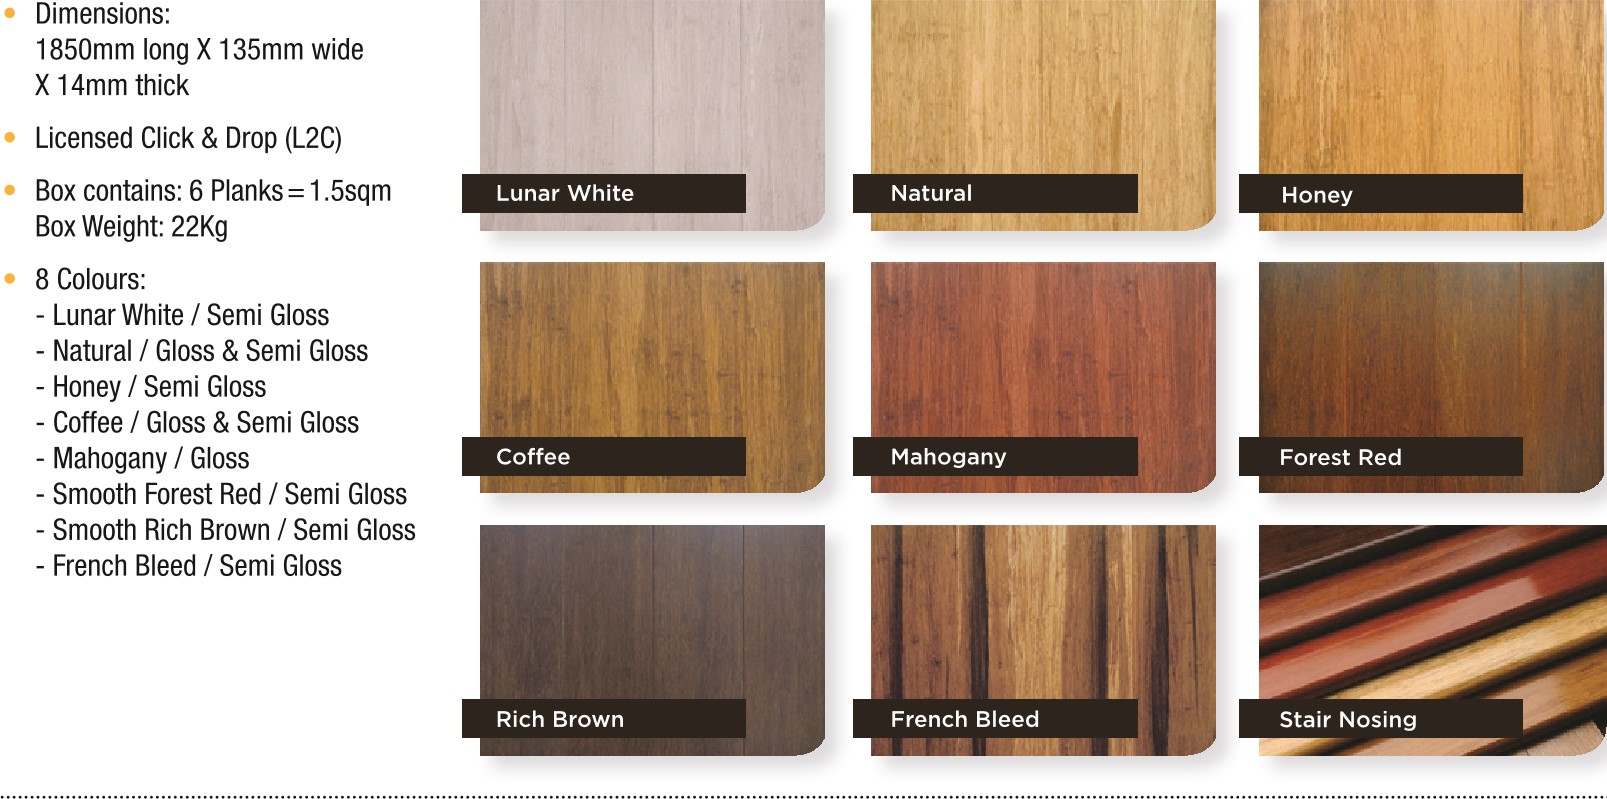 Dimensions:
1850mm long X 135mm wide
X 14mm thick
Licensed Click & Drop (L2C)
Box contains: 6 Planks = 1.5sqm
Box Weight: 22Kg
8 Colours:
- Lunar White / Semi Gloss
- Natural / Gloss & Semi Gloss
- Honey / Semi Gloss
- Coffee / Gloss & Semi Gloss
- Mahogany / Gloss
- Smooth Forest Red / Semi Gloss
- Smooth Rich Brown / Semi Gloss
- French Bleed / Semi Gloss
Lunar White
Natural
Honey
Coffee
Mahogany
Forest Red
Rich Brown
French Bleed
Stair Nosing